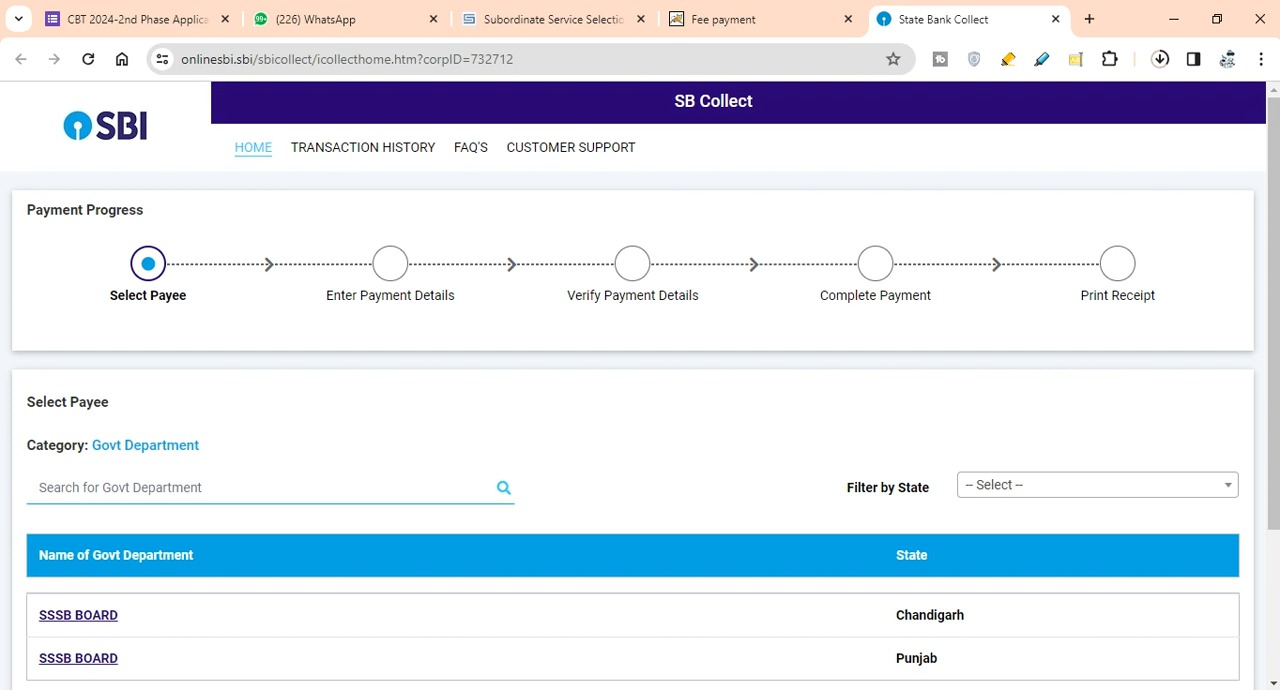 CBT 2024-2nd Phase Applica
99+ (226) WhatsApp
Subordinate Service Selectio
Fee payment
State Bank Collect
onlinesbi.sbi/sbicollect/icollecthome.htm?corpID=732712
SBI
SB Collect
HOME TRANSACTION HISTORY FAQ'S CUSTOMER SUPPORT
Payment Progress
Select Payee Enter Payment Details Verify Payment Details Complete Payment Print Receipt
Select Payee
Category: Govt Department
Search for Govt Department Filter by State -- Select --
Name of Govt Department State
SSSB BOARD Chandigarh
SSSB BOARD Punjab